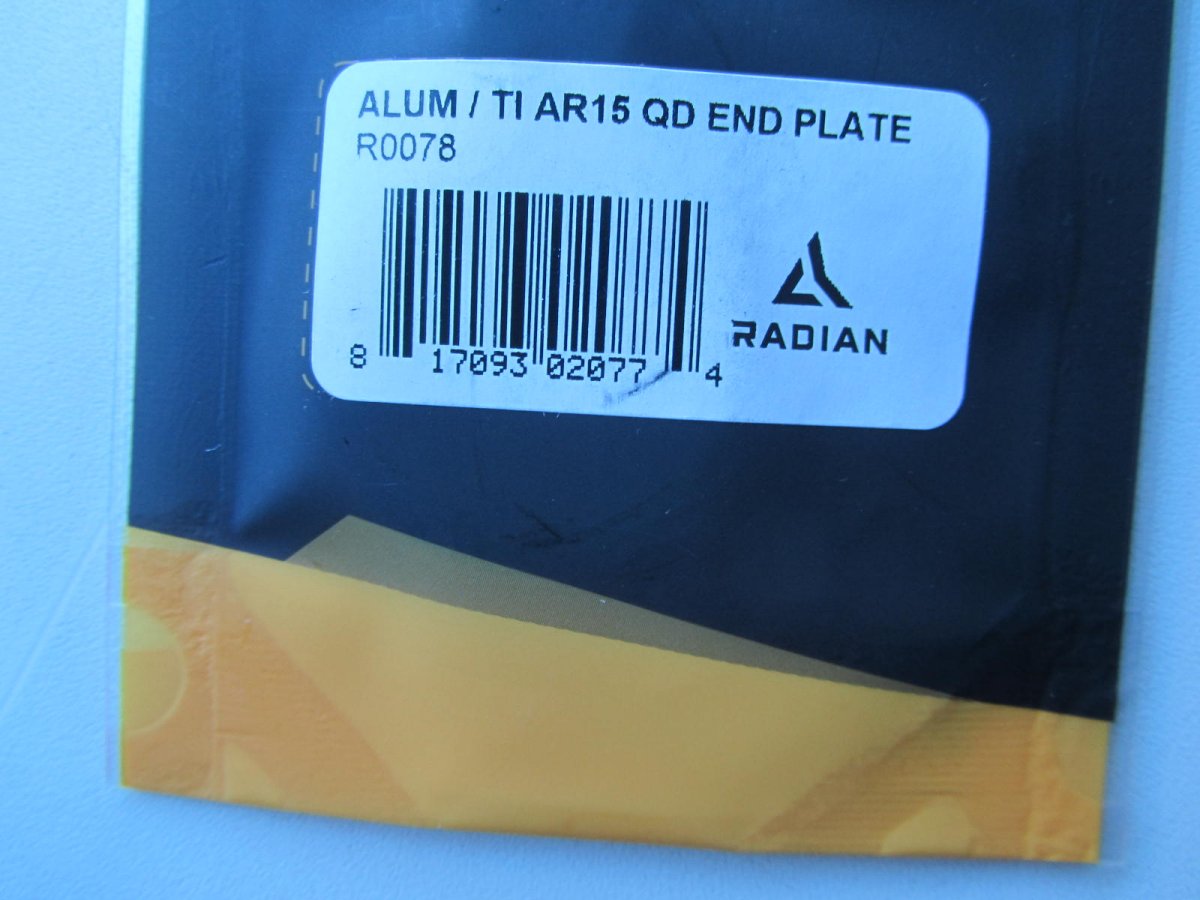 ALUM / TI AR15 QD END PLATE
R0078
8 17093 02077 4
RADIAN